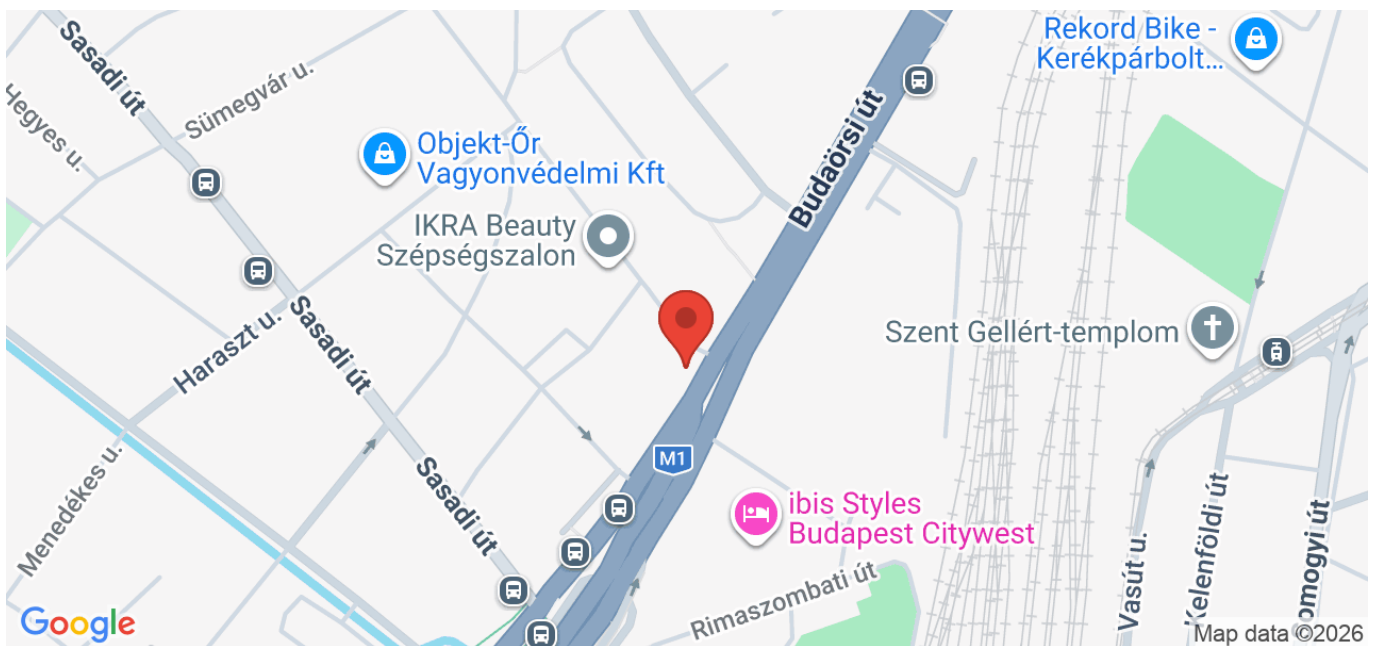 Rekord Bike -
Kerékpárbolt...
Sasadi út
Sümegvár u.
Hegyes u.
Budaörsi út
Objekt-Őr
Vagyonvédelmi Kft
IKRA Beauty
Szépségszalon
Haraszt u.
Sasadi út
Szent Gellért-templom
Menedékes u.
Sasadi út
M1
ibis Styles
Budapest Citywest
Rimaszombati út
Vasút u.
Kelenföldi út
omogyi út
Google
Map data ©2026